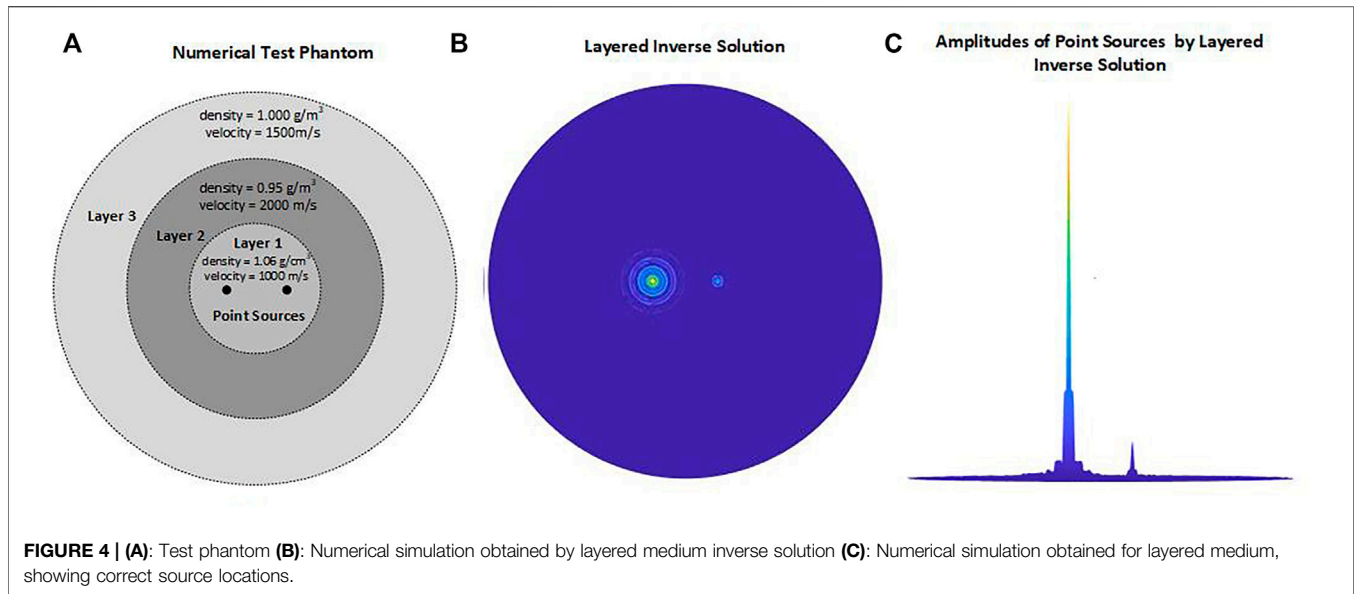 A
Numerical Test Phantom
density = 1.000 g/m³
velocity = 1500m/s
density = 0.95 g/m³
velocity = 2000 m/s
Layer 3
Layer 2
Layer 1
density = 1.06 g/cm³
velocity = 1000 m/s
Point Sources
B
Layered Inverse Solution
C
Amplitudes of Point Sources by Layered
Inverse Solution
FIGURE 4 | (A): Test phantom (B): Numerical simulation obtained by layered medium inverse solution (C): Numerical simulation obtained for layered medium,
showing correct source locations.